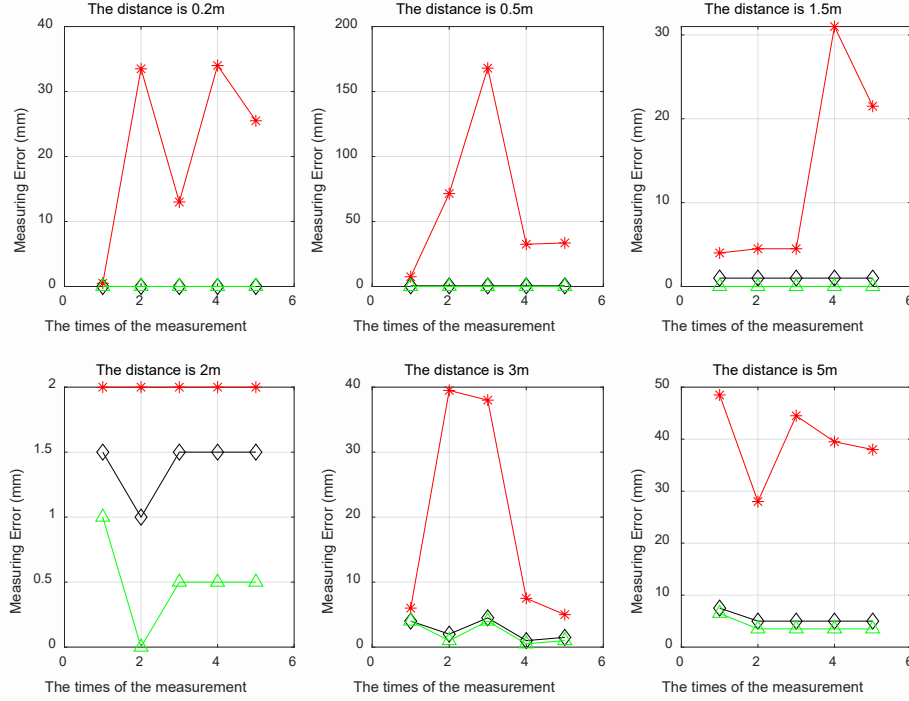 The distance is 0.2m
The distance is 0.5m
The distance is 1.5m
40
30
20
10
0
Measuring Error (mm)
0 2 4 6
The times of the measurement
200
150
100
50
0
Measuring Error (mm)
0 2 4 6
The times of the measurement
30
20
10
0
Measuring Error (mm)
0 2 4 6
The times of the measurement
The distance is 2m
The distance is 3m
The distance is 5m
2
1.5
1
0.5
0
Measuring Error (mm)
0 2 4 6
The times of the measurement
40
30
20
10
0
Measuring Error (mm)
0 2 4 6
The times of the measurement
50
40
30
20
10
0
Measuring Error (mm)
0 2 4 6
The times of the measurement